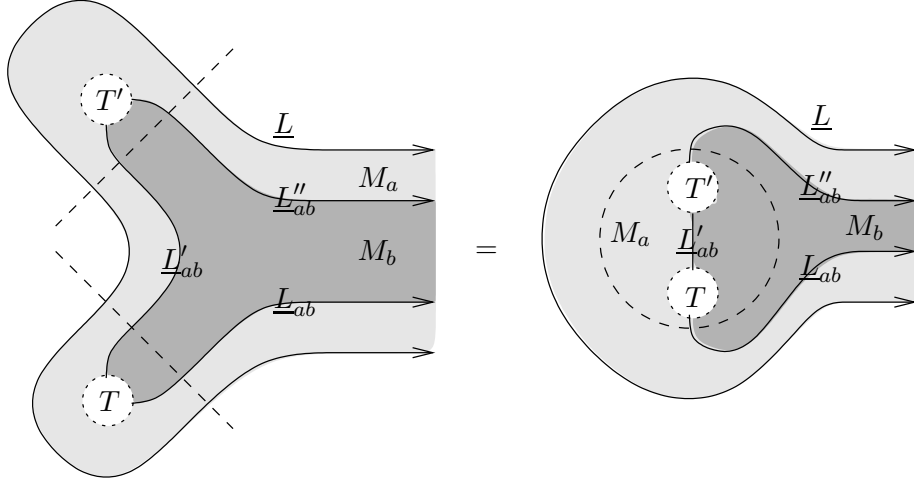 T′
L
M_a
L″_ab
L′_ab
M_b
L_ab
T
=
L
T′
L″_ab
M_a
L′_ab
M_b
L_ab
T